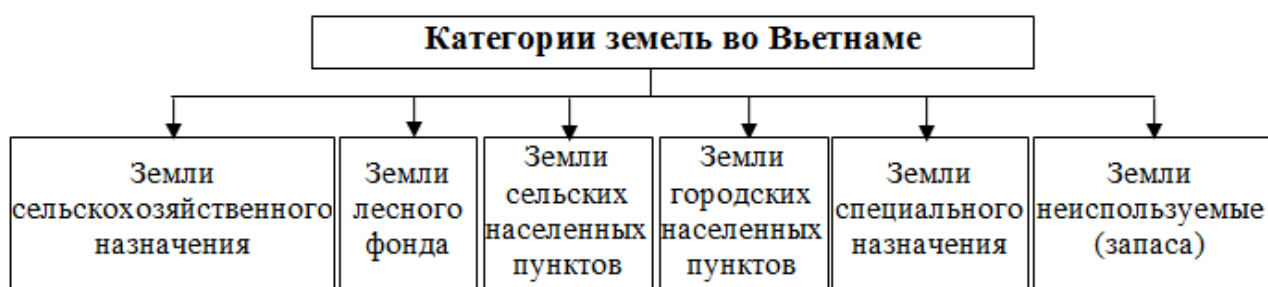 Категории земель во Вьетнаме
Земли
сельскохозяйственного
назначения
Земли
лесного
фонда
Земли
сельских
населенных
пунктов
Земли
городских
населенных
пунктов
Земли
специального
назначения
Земли
неиспользуемые
(запаса)